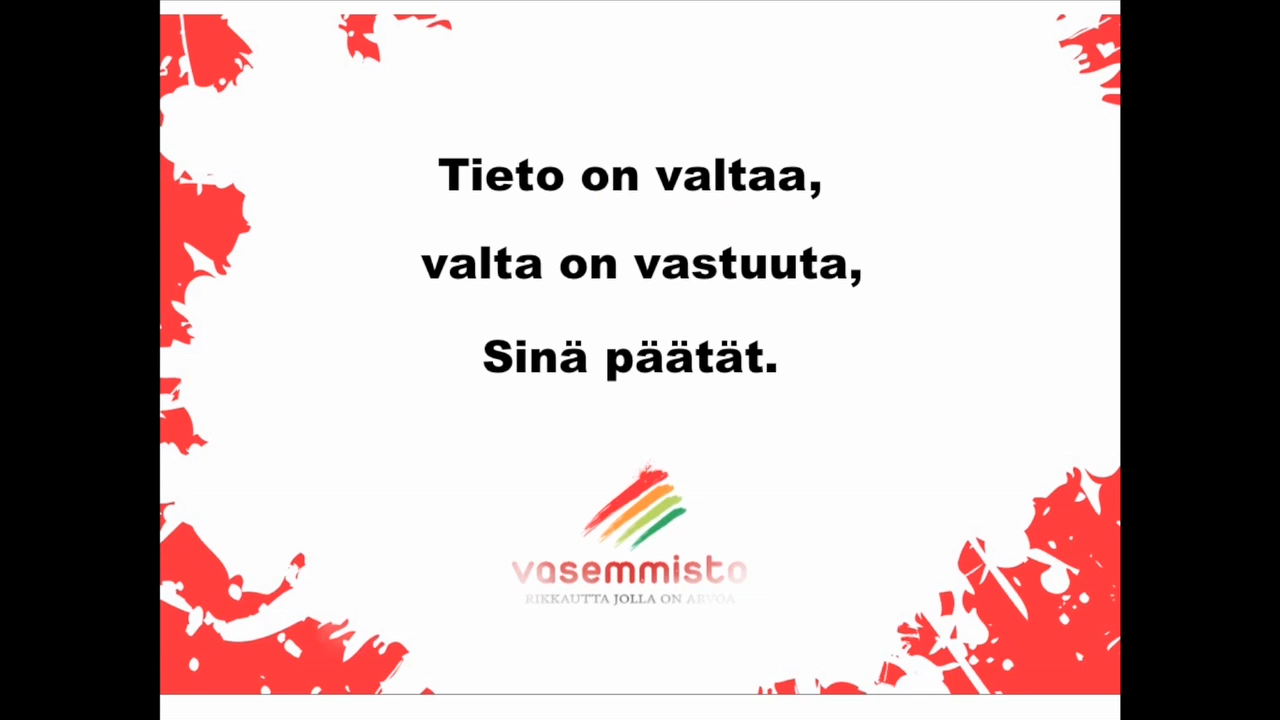 Tieto on valtaa,
valta on vastuuta,
Sinä päätät.
vasemmisto
RIKKAUTTA JOLLA ON ARVOA